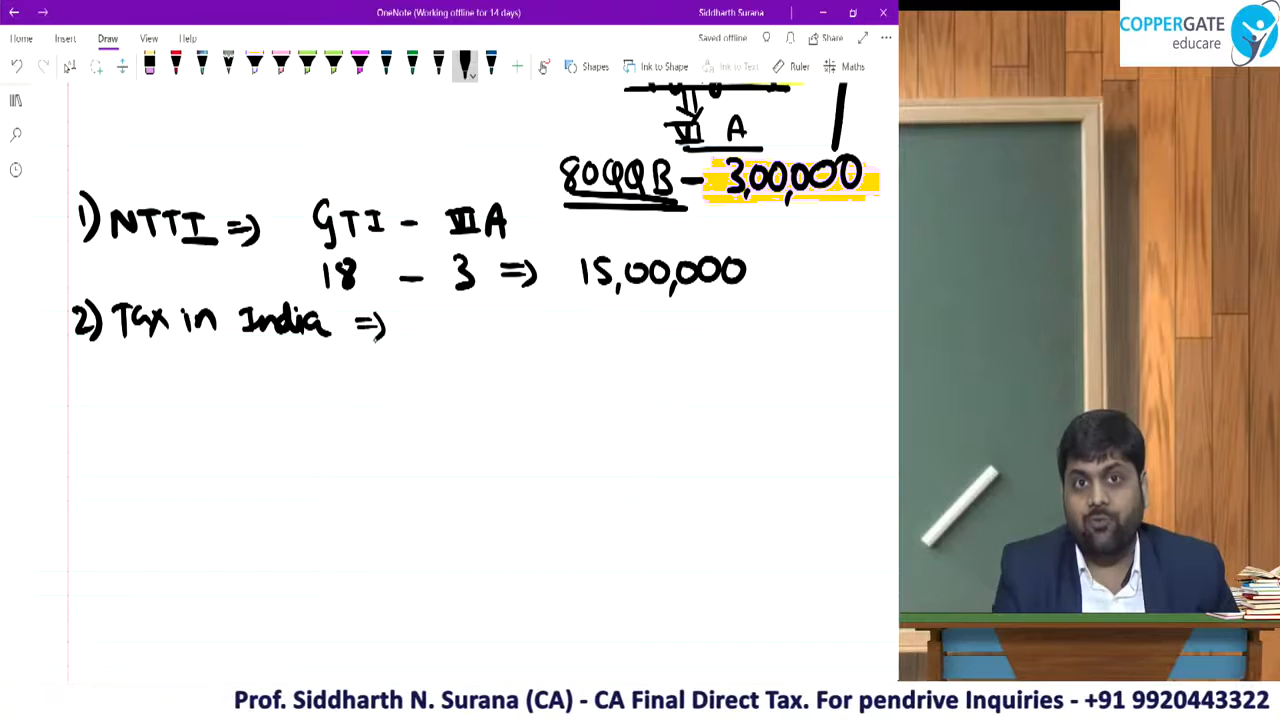 OneNote (Working offline for 14 days)
Siddharth Surana
COPPERGATE
educare
Home Insert Draw View Help
Saved offline
Share
Shapes
Ink to Shape
Ink to Text
Ruler
Maths
VI A
80QQB - 3,00,000
1) NTTI => GTI - VI A
18 - 3 => 15,00,000
2) Tax in India =>
Prof. Siddharth N. Surana (CA) - CA Final Direct Tax. For pendrive Inquiries - +91 9920443322